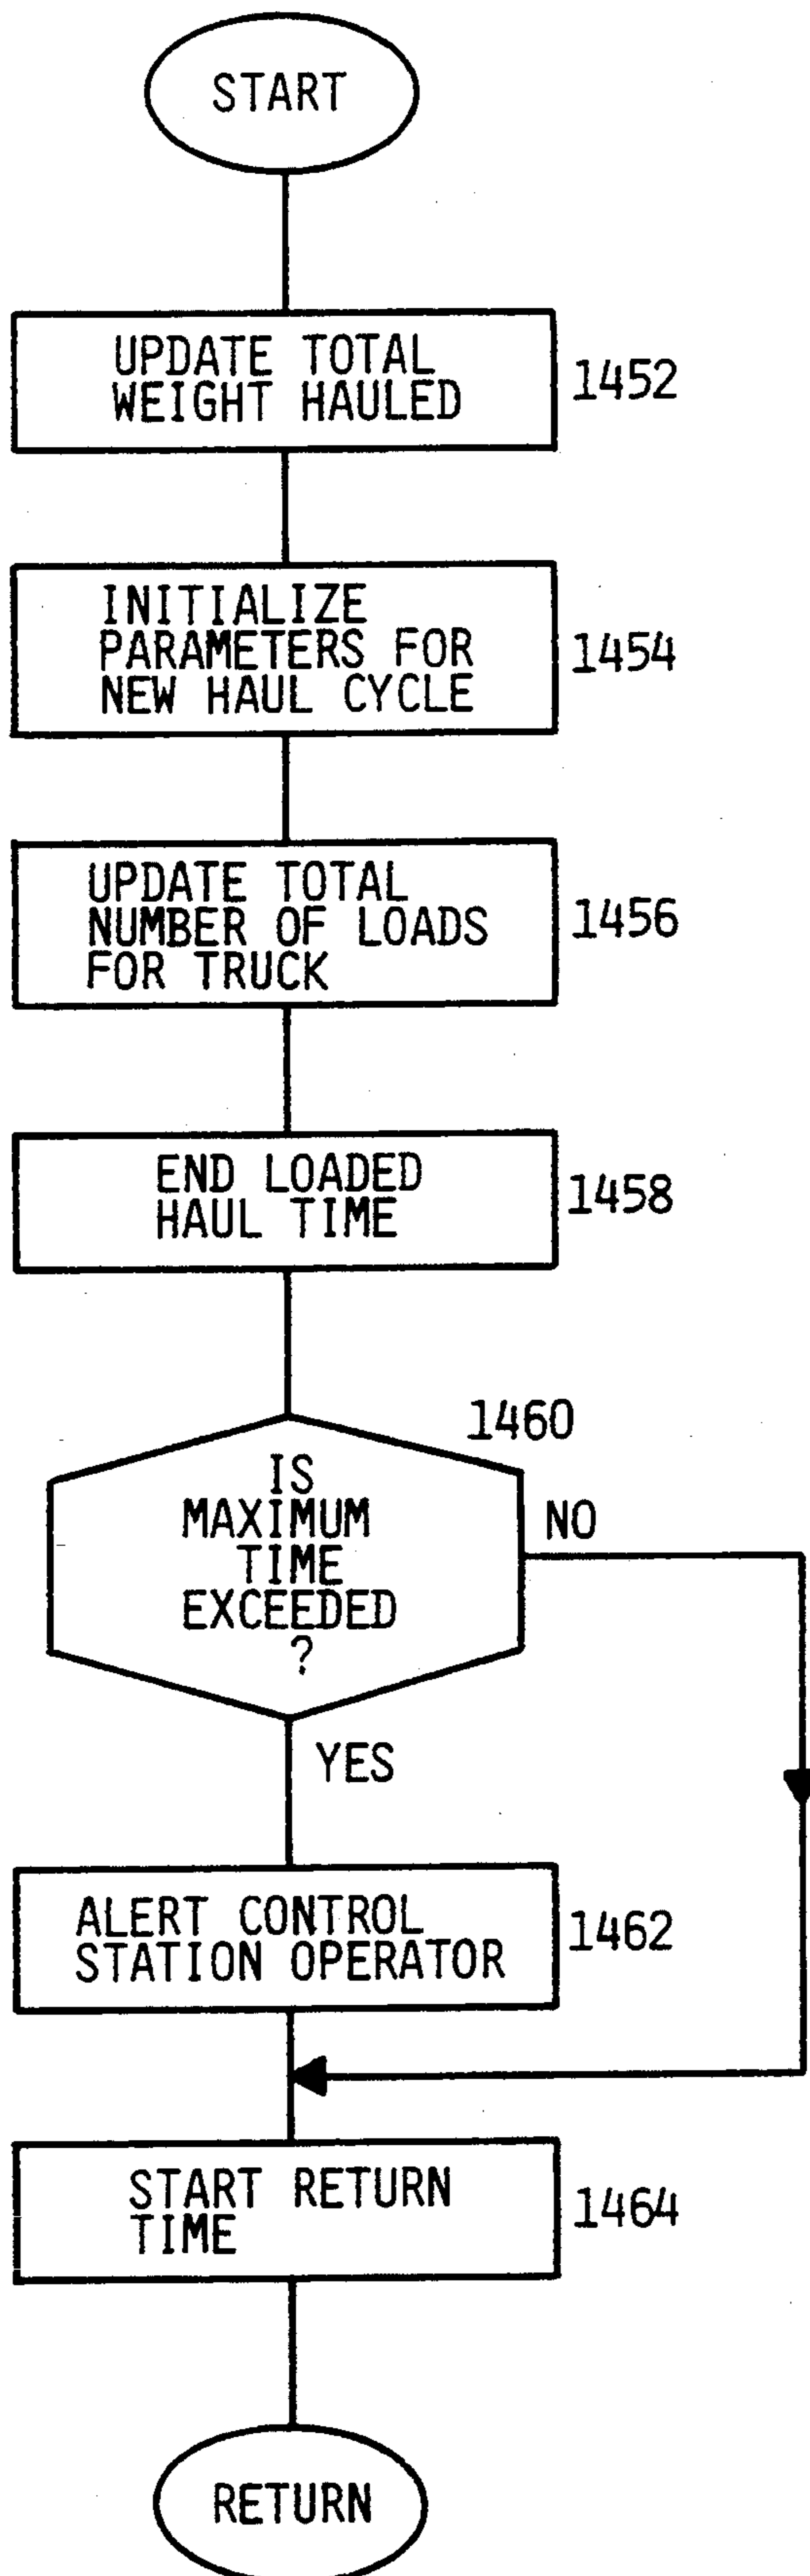 START
UPDATE TOTAL
WEIGHT HAULED
1452
INITIALIZE
PARAMETERS FOR
NEW HAUL CYCLE
1454
UPDATE TOTAL
NUMBER OF LOADS
FOR TRUCK
1456
END LOADED
HAUL TIME
1458
1460
IS
MAXIMUM
TIME
EXCEEDED
?
NO
YES
ALERT CONTROL
STATION OPERATOR
1462
START RETURN
TIME
1464
RETURN